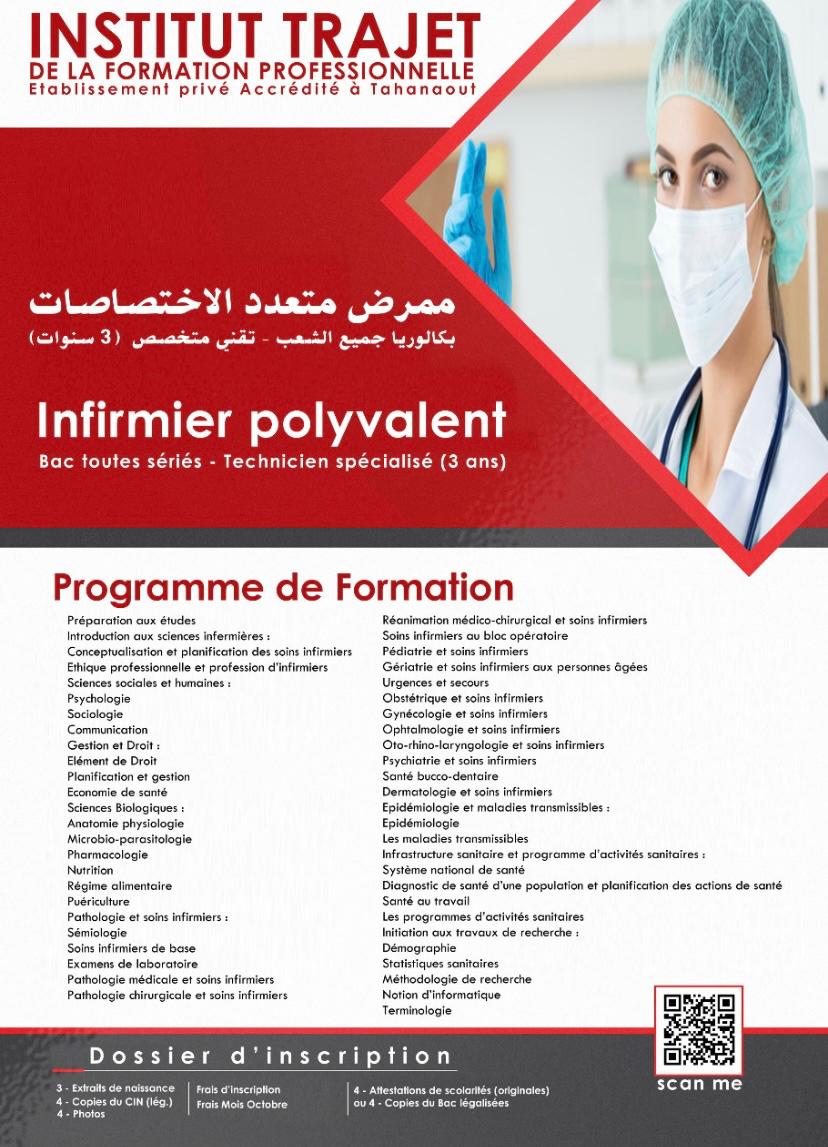 INSTITUT TRAJET
DE LA FORMATION PROFESSIONNELLE
Etablissement privé Accrédité à Tahanaout
ممرض متعدد الاختصاصات
بكالوريا جميع الشعب - تقني متخصص (3 سنوات)
Infirmier polyvalent
Bac toutes sériés - Technicien spécialisé (3 ans)
Programme de Formation
Préparation aux études
Introduction aux sciences infermières :
Conceptualisation et planification des soins infirmiers
Ethique professionnelle et profession d'infirmiers
Sciences sociales et humaines :
Psychologie
Sociologie
Communication
Gestion et Droit :
Elément de Droit
Planification et gestion
Economie de santé
Sciences Biologiques :
Anatomie physiologie
Microbio-parasitologie
Pharmacologie
Nutrition
Régime alimentaire
Puériculture
Pathologie et soins infirmiers :
Sémiologie
Soins infirmiers de base
Examens de laboratoire
Pathologie médicale et soins infirmiers
Pathologie chirurgicale et soins infirmiers
Réanimation médico-chirurgical et soins infirmiers
Soins infirmiers au bloc opératoire
Pédiatrie et soins infirmiers
Gériatrie et soins infirmiers aux personnes âgées
Urgences et secours
Obstétrique et soins infirmiers
Gynécologie et soins infirmiers
Ophtalmologie et soins infirmiers
Oto-rhino-laryngologie et soins infirmiers
Psychiatrie et soins infirmiers
Santé bucco-dentaire
Dermatologie et soins infirmiers
Epidémiologie et maladies transmissibles :
Epidémiologie
Les maladies transmissibles
Infrastructure sanitaire et programme d'activités sanitaires :
Système national de santé
Diagnostic de santé d'une population et planification des actions de santé
Santé au travail
Les programmes d'activités sanitaires
Initiation aux travaux de recherche :
Démographie
Statistiques sanitaires
Méthodologie de recherche
Notion d'informatique
Terminologie
Dossier d'inscription
3 - Extraits de naissance
4 - Copies du CIN (lég.)
4 - Photos
Frais d'inscription
Frais Mois Octobre
4 - Attestations de scolarités (originales)
ou 4 - Copies du Bac légalisées
scan me